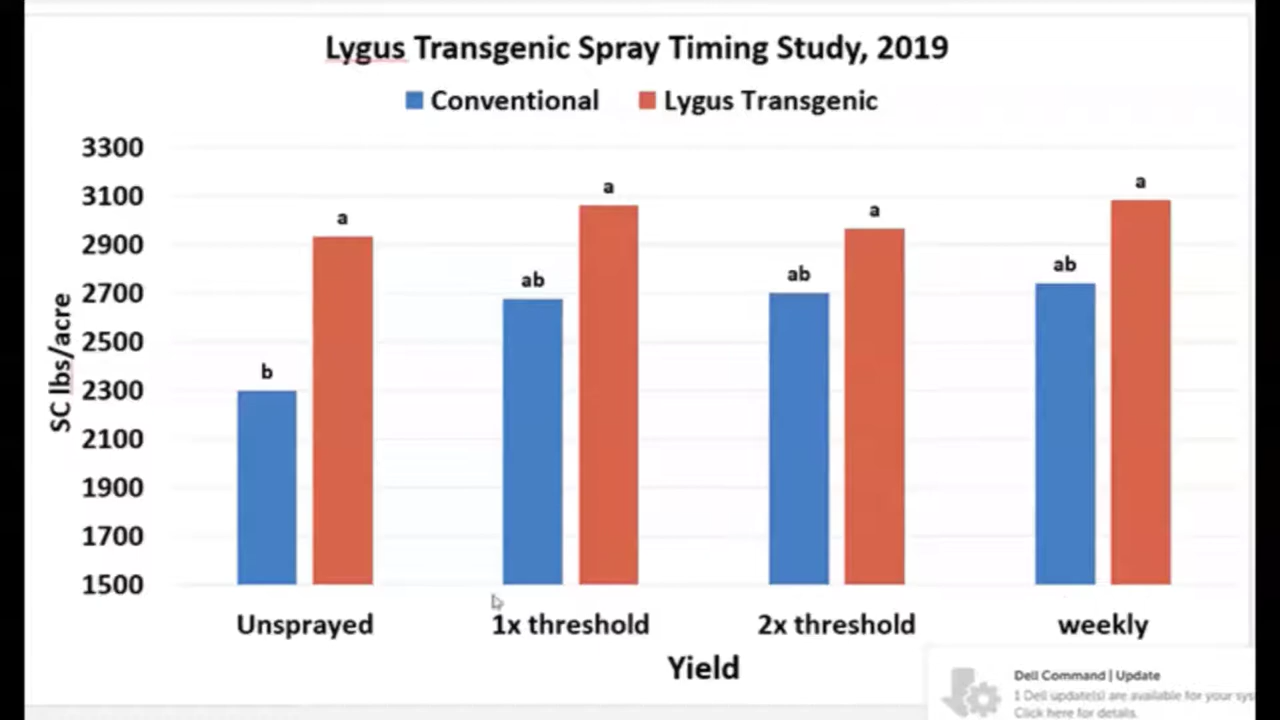 Lygus Transgenic Spray Timing Study, 2019
Conventional Lygus Transgenic
3300
3100
2900
2700
2500
2300
2100
1900
1700
1500
SC lbs/acre
b a ab a ab a ab a
Unsprayed 1x threshold 2x threshold weekly
Yield
Dell Command | Update
1 Dell update(s) are available for your sys
Click here for details.